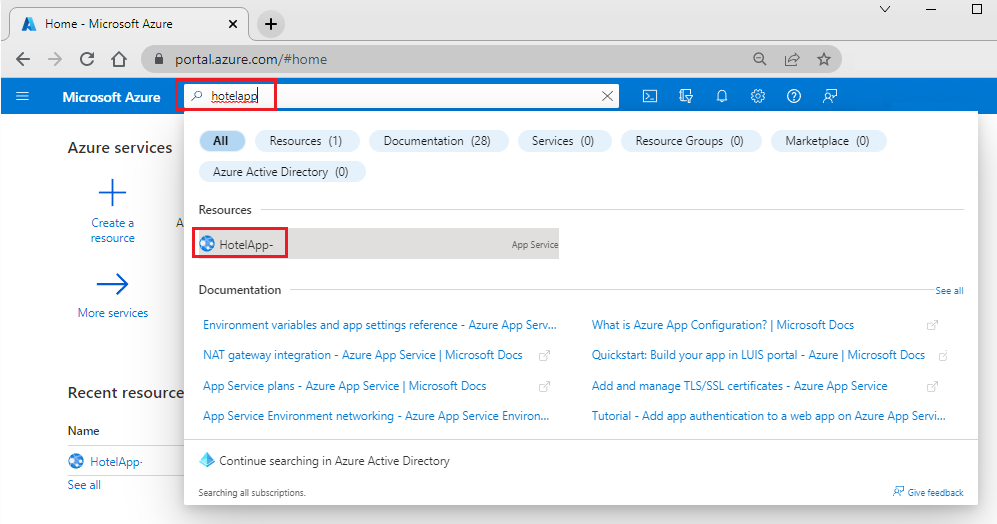 Home - Microsoft Azure
portal.azure.com/#home
Microsoft Azure
hotelapp
Azure services
Create a
resource
A
More services
Recent resource
Name
HotelApp-
See all
All
Resources (1)
Documentation (28)
Services (0)
Resource Groups (0)
Marketplace (0)
Azure Active Directory (0)
Resources
HotelApp-
App Service
Documentation
See all
Environment variables and app settings reference - Azure App Serv...
What is Azure App Configuration? | Microsoft Docs
NAT gateway integration - Azure App Service | Microsoft Docs
Quickstart: Build your app in LUIS portal - Azure | Microsoft Docs
App Service plans - Azure App Service | Microsoft Docs
Add and manage TLS/SSL certificates - Azure App Service
App Service Environment networking - Azure App Service Environ...
Tutorial - Add app authentication to a web app on Azure App Servi...
Continue searching in Azure Active Directory
Searching all subscriptions.
Give feedback